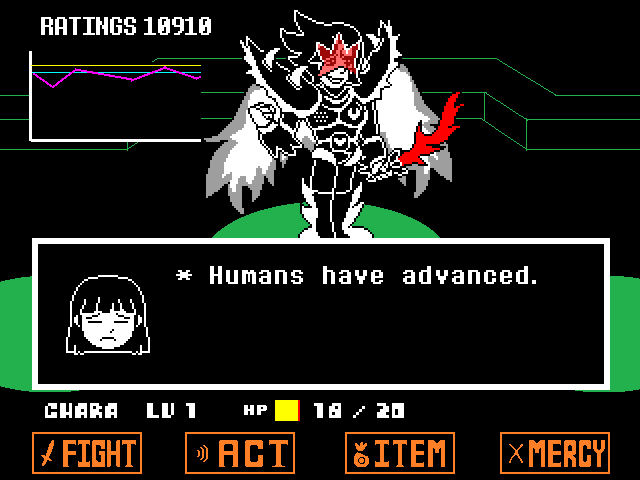 RATINGS 10910
* Humans have advanced.
CHARA LV 1 HP 18 / 20
FIGHT ACT ITEM MERCY